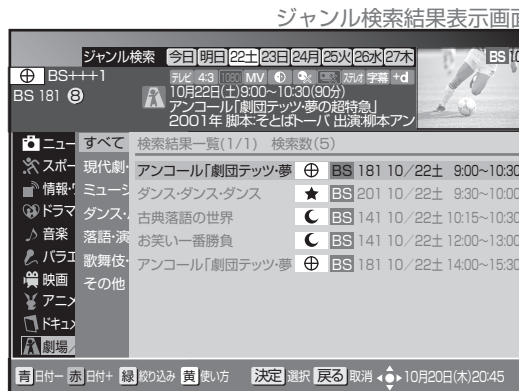 ジャンル検索結果表示画面
ジャンル検索 今日 明日 22土 23日 24月 25火 26水 27木
BS+++1
BS 181 ⑧
テレビ 4:3 1080 MV ステレオ 字幕 +d
10月22日(土)9:00~10:30(90分)
アンコール「劇団テッツ・夢の超特急」
2001年 脚本:そとばトーバ 出演:柳本アン
BS 10
ニュー
スポー
情報・ワ
ドラマ
音楽
バラエ
映画
アニメ
ドキュメ
劇場/
すべて
現代劇・
ミュージ
ダンス・
落語・演
歌舞伎・
その他
検索結果一覧(1/1) 検索数(5)
アンコール「劇団テッツ・夢 BS 181 10/22土 9:00~10:30
ダンス・ダンス・ダンス BS 201 10/22土 9:30~10:00
古典落語の世界 BS 141 10/22土 10:15~10:30
お笑い一番勝負 BS 141 10/22土 12:00~13:00
アンコール「劇団テッツ・夢 BS 181 10/22土 14:00~15:30
青 日付− 赤 日付+ 緑 絞り込み 黄 使い方 決定 選択 戻る 取消 10月20日(木)20:45